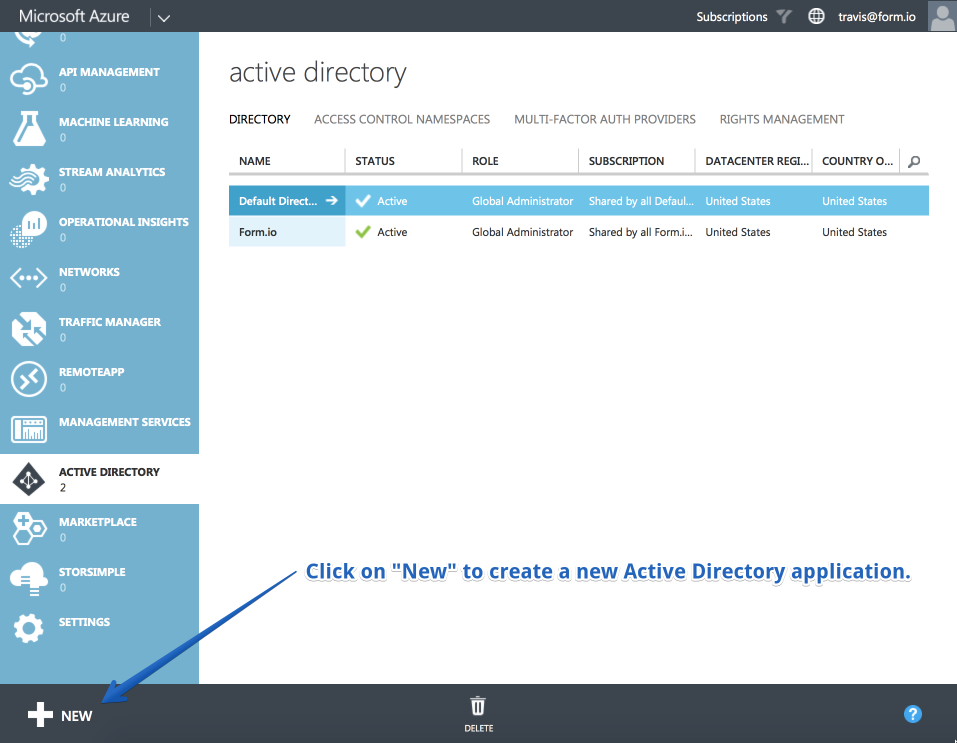 Microsoft Azure
Subscriptions
travis@form.io
0
API MANAGEMENT
0
MACHINE LEARNING
0
STREAM ANALYTICS
0
OPERATIONAL INSIGHTS
0
NETWORKS
0
TRAFFIC MANAGER
0
REMOTEAPP
0
MANAGEMENT SERVICES
ACTIVE DIRECTORY
2
MARKETPLACE
0
STORSIMPLE
0
SETTINGS
active directory
DIRECTORY ACCESS CONTROL NAMESPACES MULTI-FACTOR AUTH PROVIDERS RIGHTS MANAGEMENT
NAME STATUS ROLE SUBSCRIPTION DATACENTER REGI... COUNTRY O...
Default Direct... Active Global Administrator Shared by all Defaul... United States United States
Form.io Active Global Administrator Shared by all Form.i... United States United States
Click on "New" to create a new Active Directory application.
NEW
DELETE
?